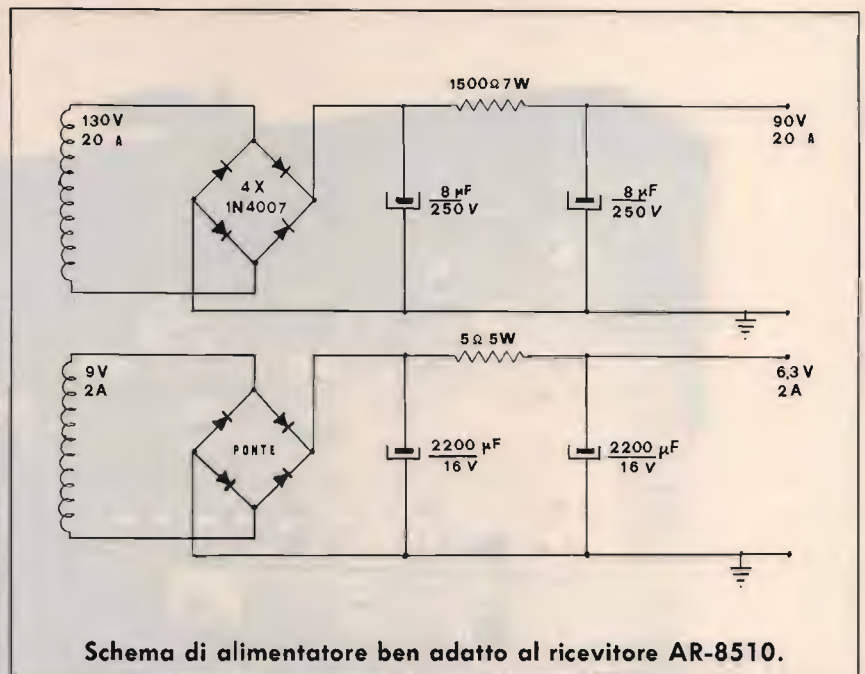 1500Ω 7W
130V
20 A
90V
20 A
4 X
1N4007
8 µF
250 V
8 µF
250 V
5Ω 5W
9V
2A
6,3 V
2A
PONTE
2200 µF
16 V
2200 µF
16 V
Schema di alimentatore ben adatto al ricevitore AR-8510.